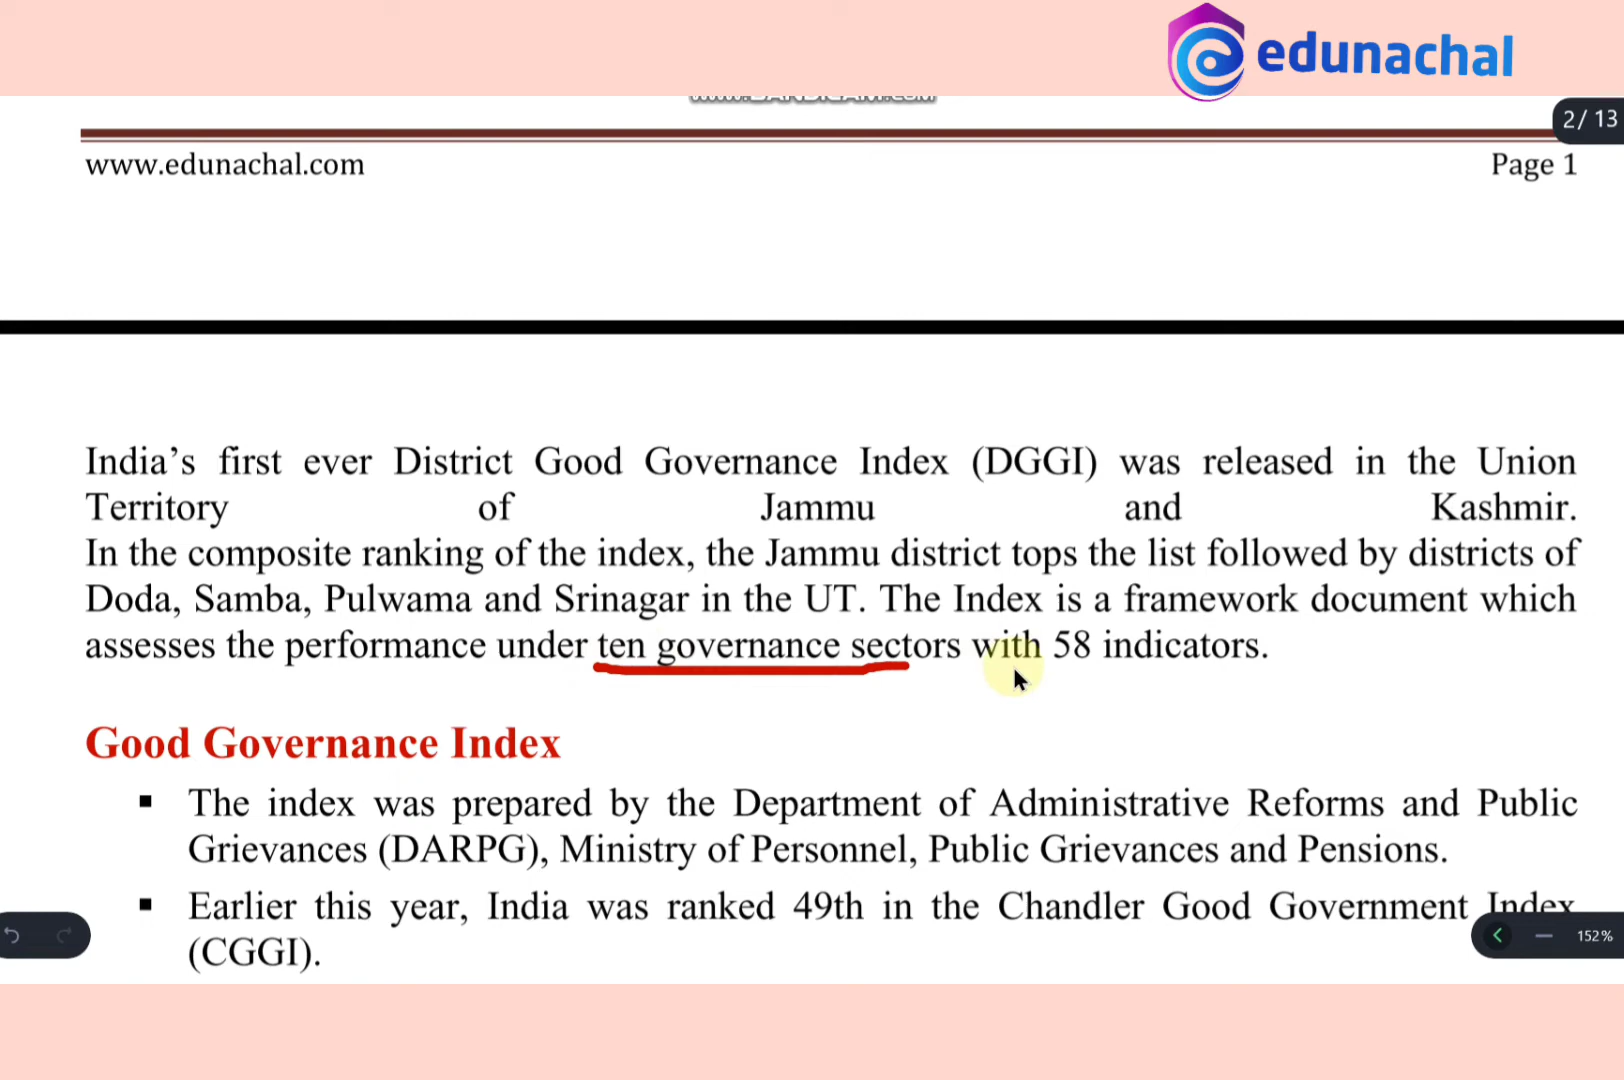 edunachal
www.BANDICAM.com
2/ 13
www.edunachal.com Page 1
India’s first ever District Good Governance Index (DGGI) was released in the Union
Territory of Jammu and Kashmir.
In the composite ranking of the index, the Jammu district tops the list followed by districts of
Doda, Samba, Pulwama and Srinagar in the UT. The Index is a framework document which
assesses the performance under ten governance sectors with 58 indicators.
Good Governance Index
▪ The index was prepared by the Department of Administrative Reforms and Public
Grievances (DARPG), Ministry of Personnel, Public Grievances and Pensions.
▪ Earlier this year, India was ranked 49th in the Chandler Good Government Index
(CGGI).
152%